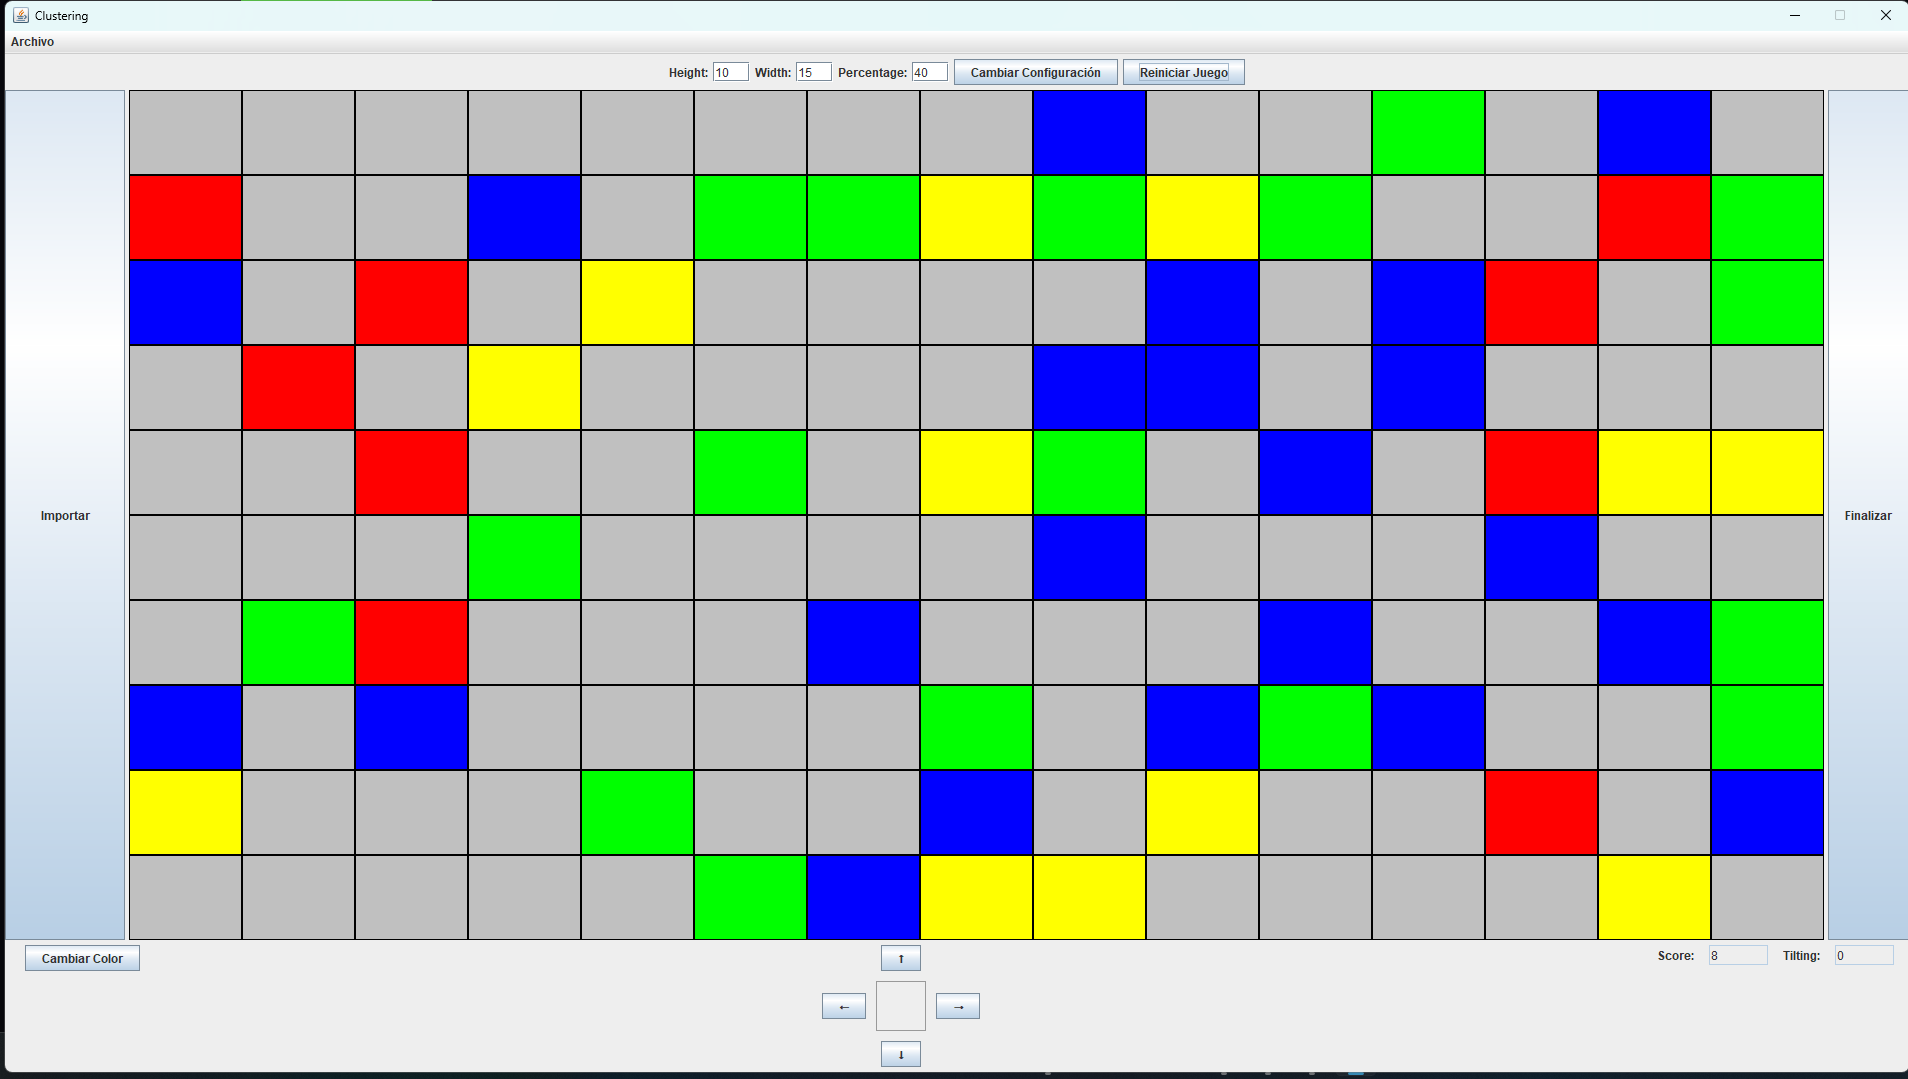 Clustering
Archivo
Height: 10 Width: 15 Percentage: 40 Cambiar Configuración Reiniciar Juego
Importar
Finalizar
Cambiar Color
↑
Score: 8 Tilting: 0
← →
↓